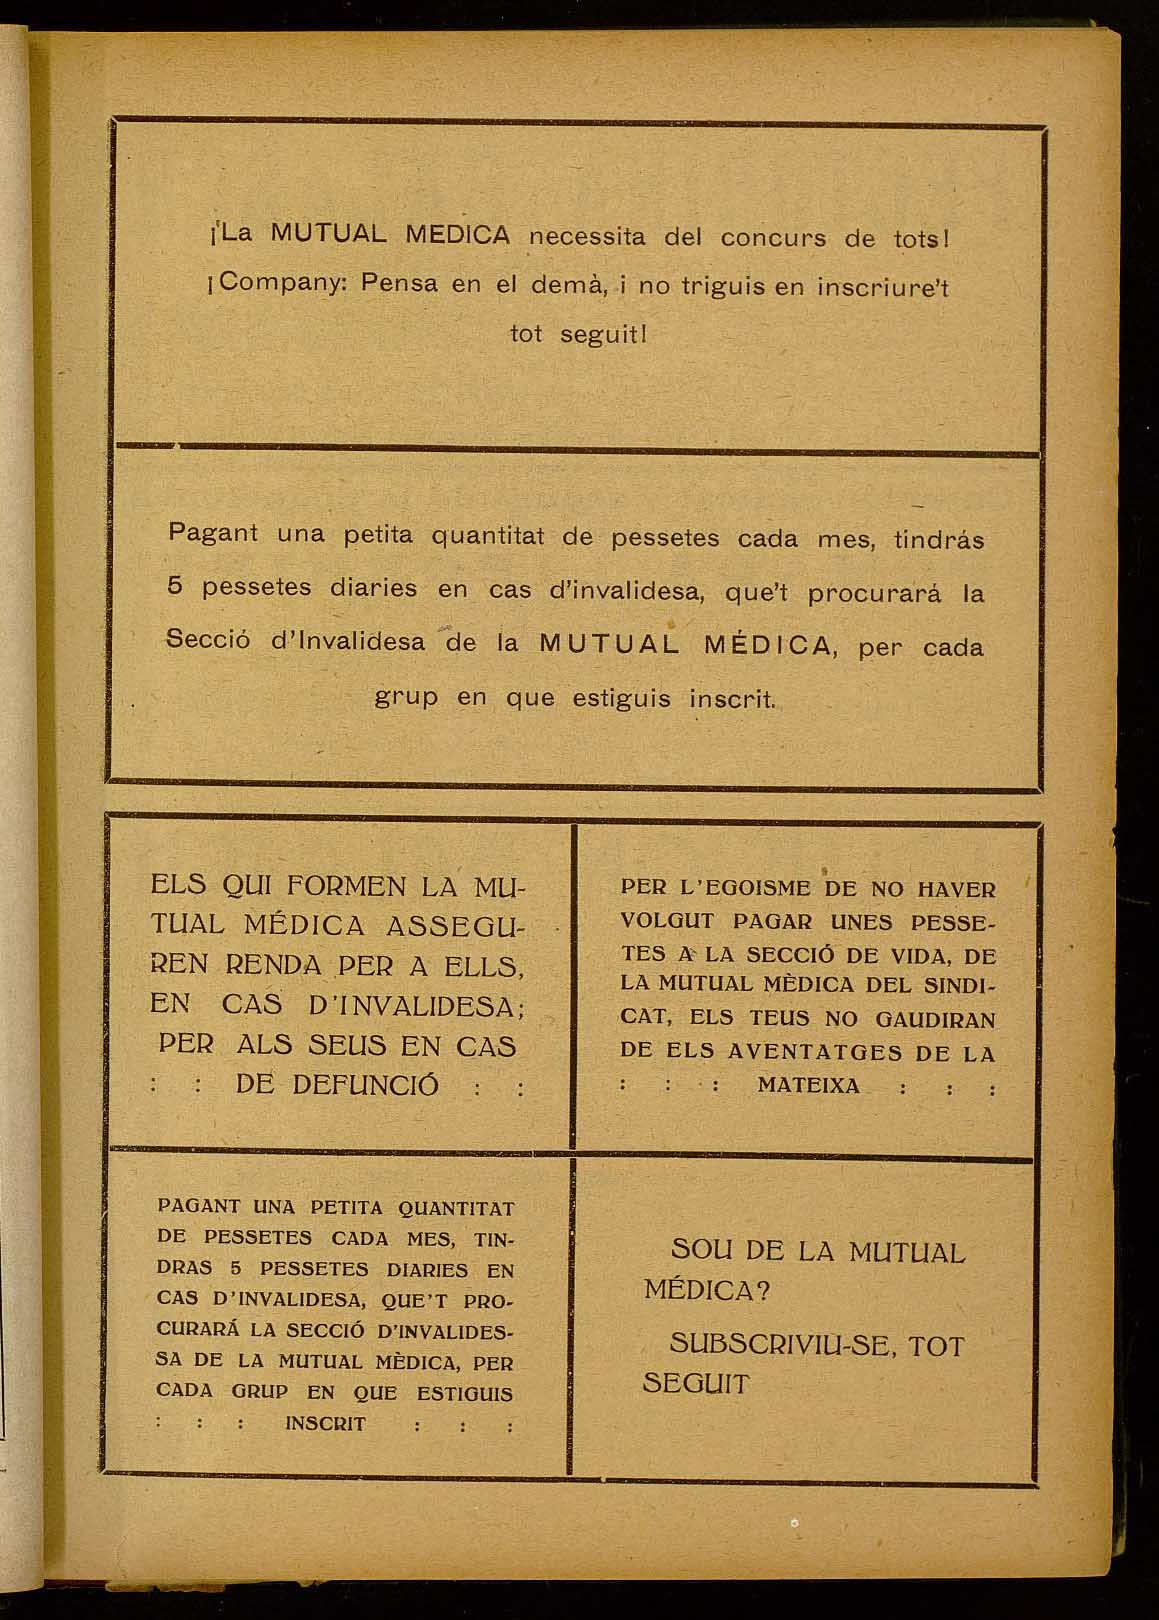 ¡La MUTUAL MEDICA necessita del concurs de tots!
¡Company: Pensa en el demà, i no triguis en inscriure't
tot seguit!
Pagant una petita quantitat de pessetes cada mes, tindrás
5 pessetes diaries en cas d'invalidesa, que't procurará la
Secció d'Invalidesa de la MUTUAL MÉDICA, per cada
grup en que estiguis inscrit.
ELS QUI FORMEN LA MU-
TUAL MÉDICA ASSEGU-
REN RENDA PER A ELLS,
EN CAS D'INVALIDESA;
PER ALS SEUS EN CAS
: : DE DEFUNCIÓ : :
PER L'EGOISME DE NO HAVER
VOLGUT PAGAR UNES PESSE-
TES A LA SECCIÓ DE VIDA, DE
LA MUTUAL MÈDICA DEL SINDI-
CAT, ELS TEUS NO GAUDIRAN
DE ELS AVENTATGES DE LA
: : : MATEIXA : : :
PAGANT UNA PETITA QUANTITAT
DE PESSETES CADA MES, TIN-
DRAS 5 PESSETES DIARIES EN
CAS D'INVALIDESA, QUE'T PRO-
CURARÁ LA SECCIÓ D'INVALIDES-
SA DE LA MUTUAL MÈDICA, PER
CADA GRUP EN QUE ESTIGUIS
: : : INSCRIT : : :
SOU DE LA MUTUAL
MÉDICA?
SUBSCRIVIU-SE, TOT
SEGUIT